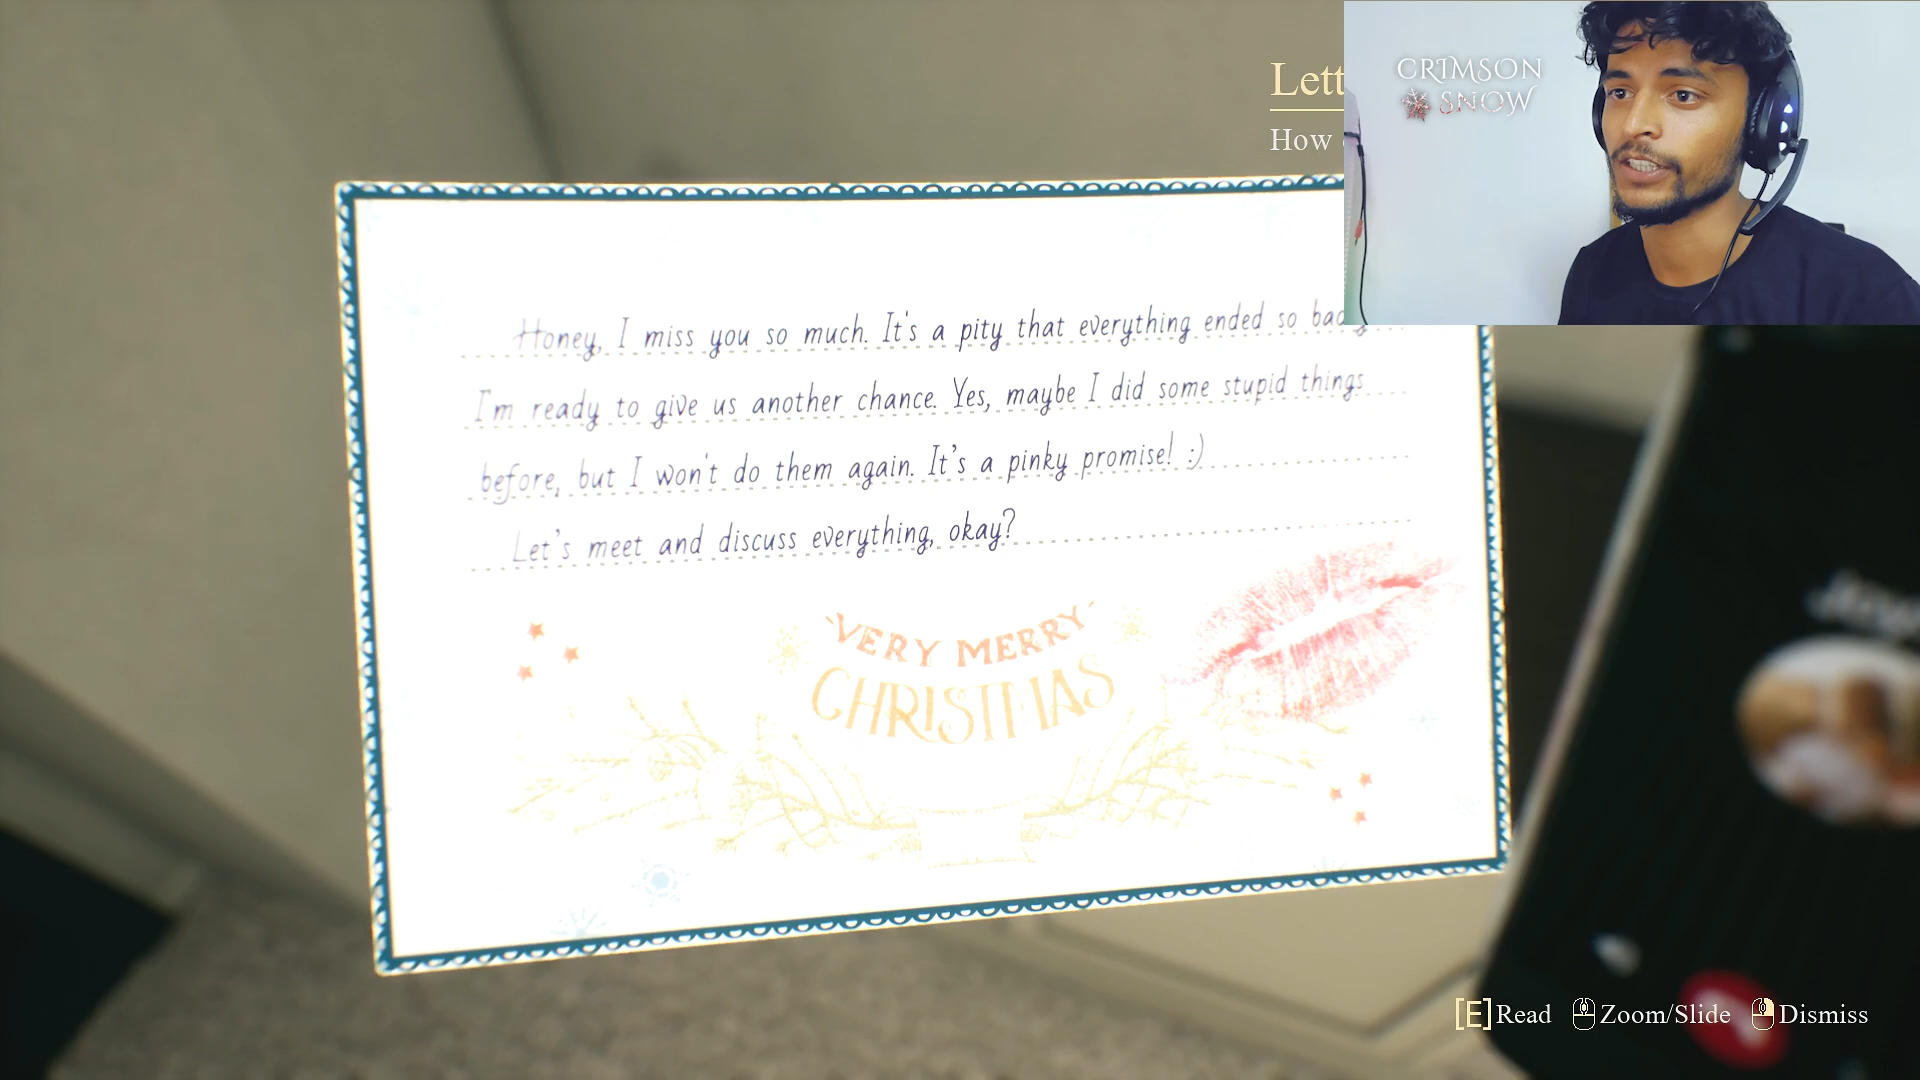 CRIMSON
SNOW
How
Honey, I miss you so much. It's a pity that everything ended so
I'm ready to give us another chance. Yes, maybe I did some stupid things
before, but I won't do them again. It's a pinky promise! :)
Let's meet and discuss everything, okay?
VERY MERRY
CHRISTMAS
[E] Read Zoom/Slide Dismiss